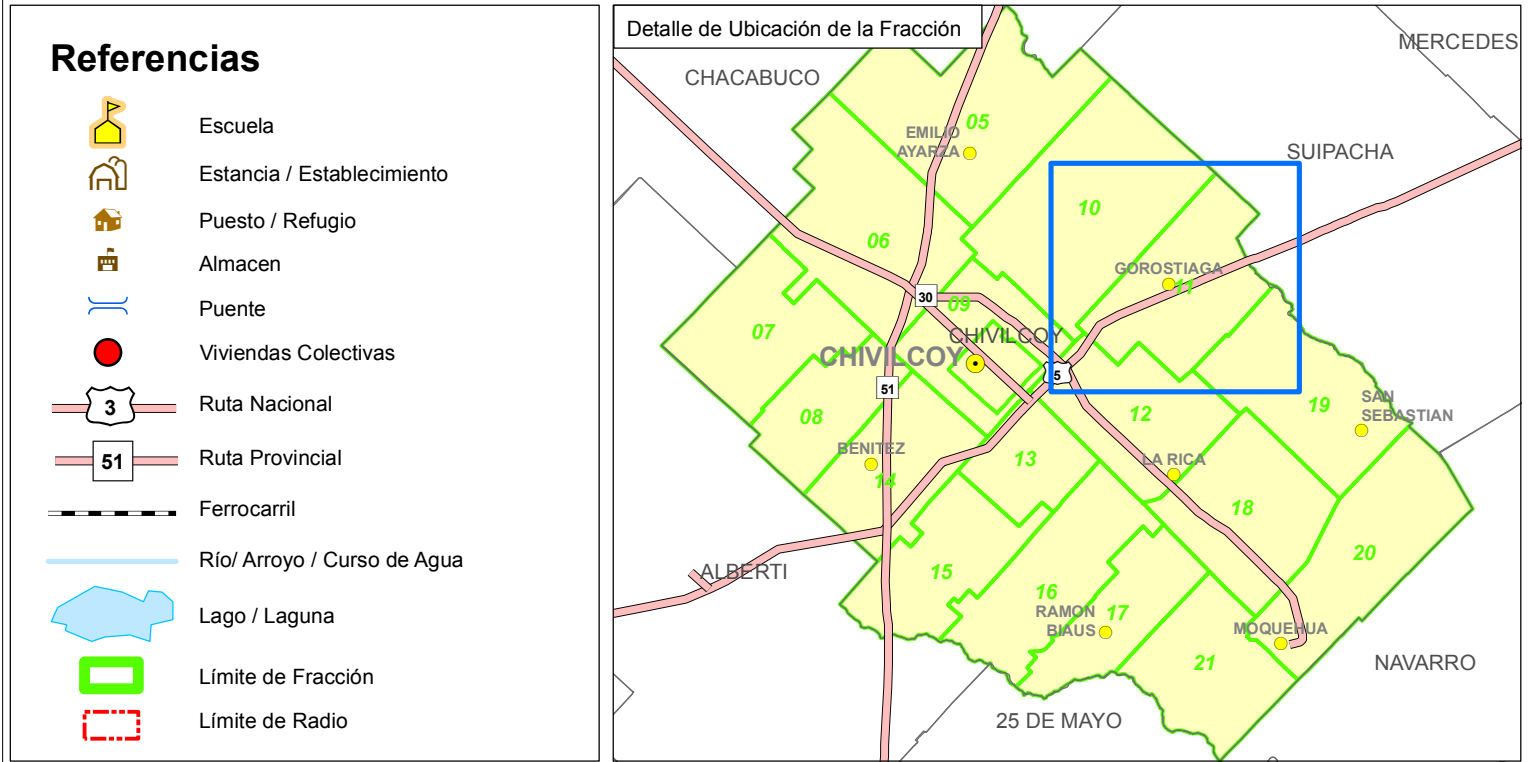 Referencias
Escuela
Estancia / Establecimiento
Puesto / Refugio
Almacen
Puente
Viviendas Colectivas
3
Ruta Nacional
51
Ruta Provincial
Ferrocarril
Río/ Arroyo / Curso de Agua
Lago / Laguna
Límite de Fracción
Límite de Radio
Detalle de Ubicación de la Fracción
MERCEDES
CHACABUCO
05
EMILIO
AYARZA
SUIPACHA
10
06
GOROSTIAGA
11
30
09
07
CHIVILCOY
CHIVILCOY
5
51
08
12
19
SAN
SEBASTIAN
BENITEZ
14
13
LA RICA
18
20
ALBERTI
15
16
RAMON
BIAUS
17
MOQUEHUA
21
NAVARRO
25 DE MAYO